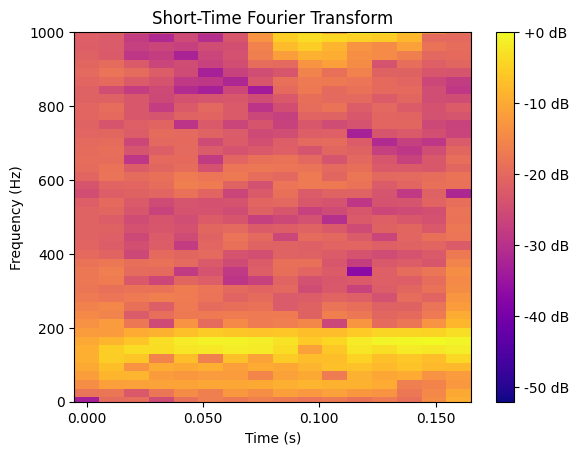 Short-Time Fourier Transform
1000
800
600
400
200
0
Frequency (Hz)
0.000
0.050
0.100
0.150
Time (s)
+0 dB
-10 dB
-20 dB
-30 dB
-40 dB
-50 dB